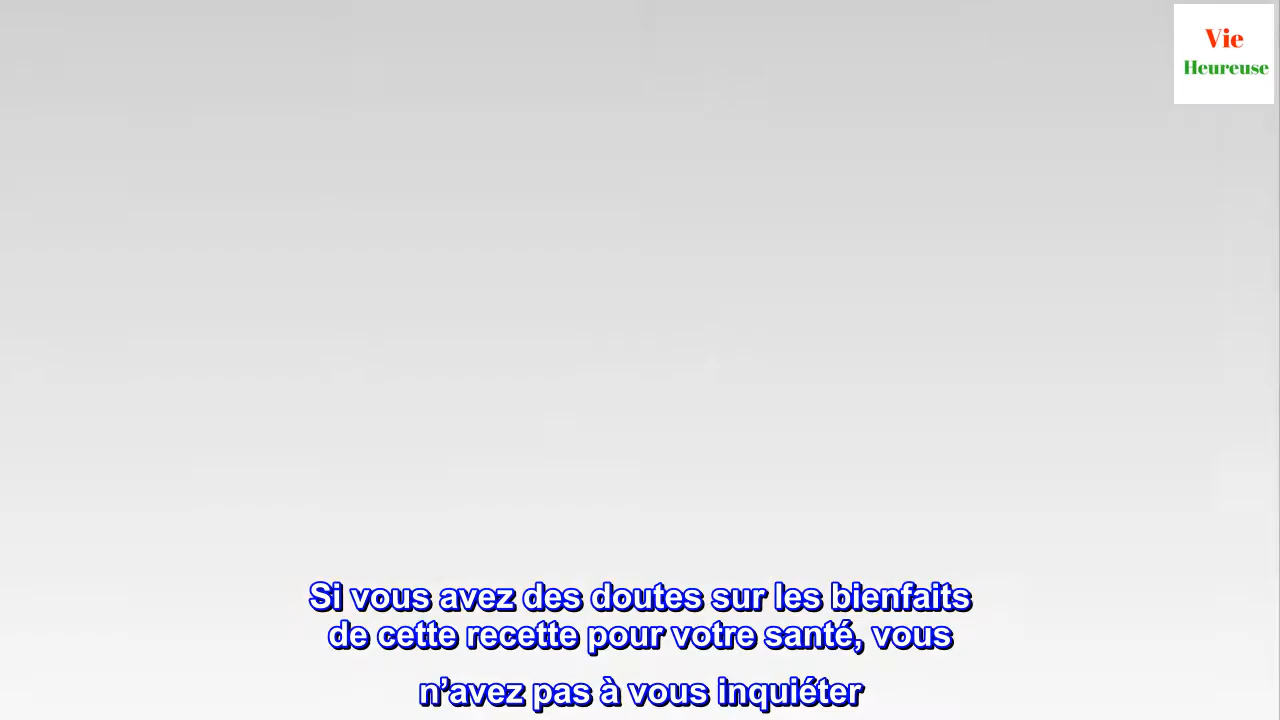 Vie
Heureuse
Si vous avez des doutes sur les bienfaits
de cette recette pour votre santé, vous
n’avez pas à vous inquiéter